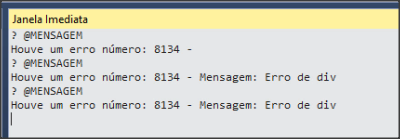 Janela Imediata
? @MENSAGEM
Houve um erro número: 8134 -
? @MENSAGEM
Houve um erro número: 8134 - Mensagem: Erro de div
? @MENSAGEM
Houve um erro número: 8134 - Mensagem: Erro de div